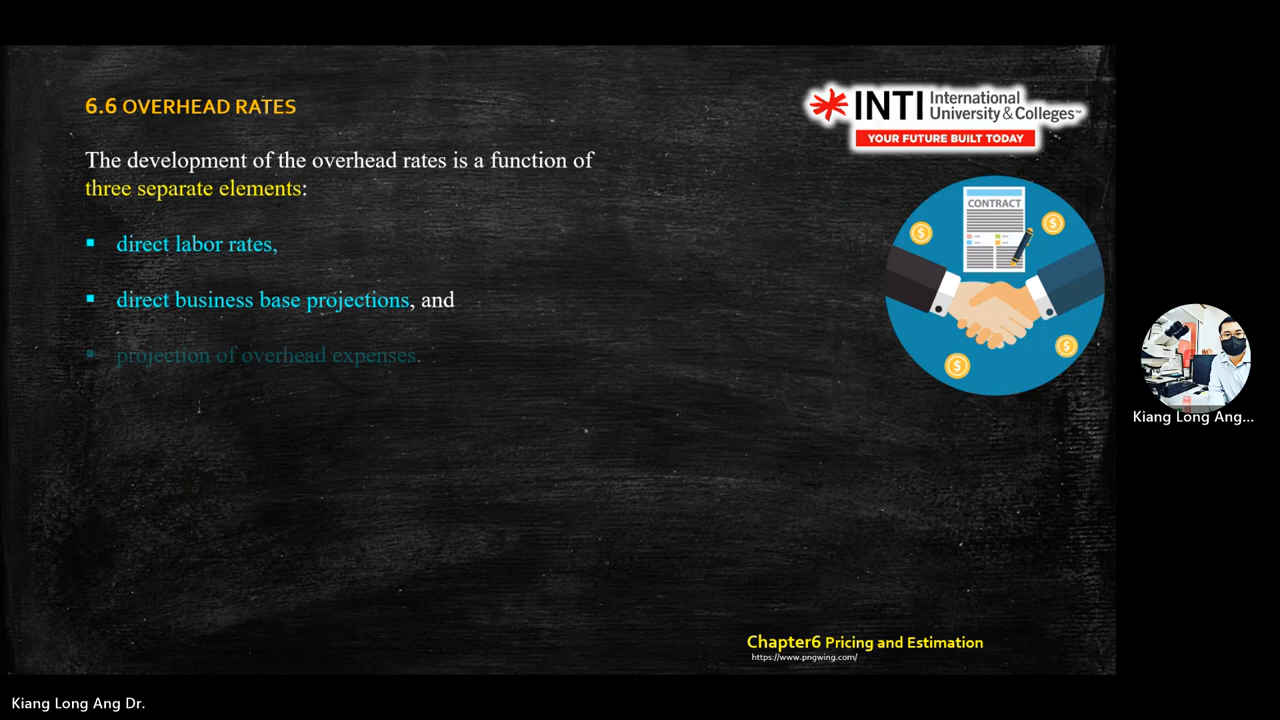 6.6 OVERHEAD RATES
INTI International
University & Colleges™
YOUR FUTURE BUILT TODAY
The development of the overhead rates is a function of
three separate elements:
▪ direct labor rates,
▪ direct business base projections, and
▪ projection of overhead expenses.
CONTRACT
Kiang Long Ang...
Chapter6 Pricing and Estimation
https://www.pngwing.com/
Kiang Long Ang Dr.